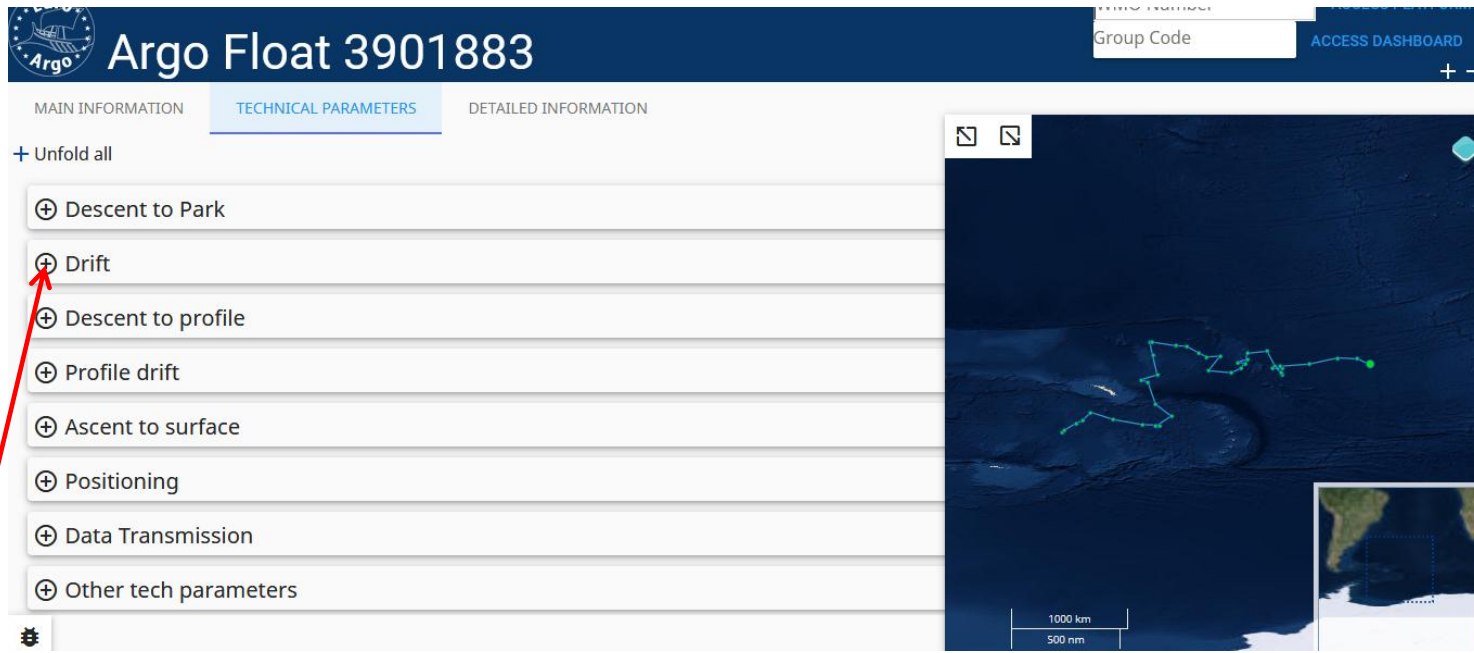 WMO Number
Argo
Argo Float 3901883
Group Code
ACCESS DASHBOARD
+
MAIN INFORMATION
TECHNICAL PARAMETERS
DETAILED INFORMATION
+ Unfold all
Descent to Park
Drift
Descent to profile
Profile drift
Ascent to surface
Positioning
Data Transmission
Other tech parameters
1000 km
500 nm